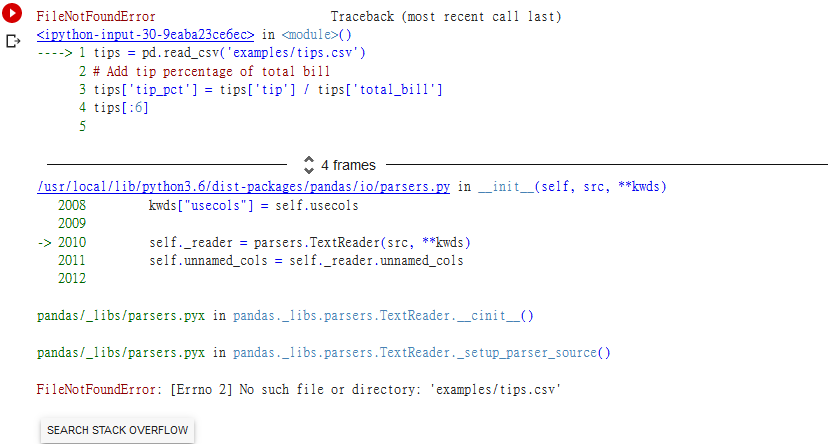 FileNotFoundError                         Traceback (most recent call last)
<ipython-input-30-9eaba23ce6ec> in <module>()
----> 1 tips = pd.read_csv('examples/tips.csv')
      2 # Add tip percentage of total bill
      3 tips['tip_pct'] = tips['tip'] / tips['total_bill']
      4 tips[:6]
      5
4 frames
/usr/local/lib/python3.6/dist-packages/pandas/io/parsers.py in __init__(self, src, **kwds)
   2008         kwds["usecols"] = self.usecols
   2009
-> 2010         self._reader = parsers.TextReader(src, **kwds)
   2011         self.unnamed_cols = self._reader.unnamed_cols
   2012
pandas/_libs/parsers.pyx in pandas._libs.parsers.TextReader.__cinit__()
pandas/_libs/parsers.pyx in pandas._libs.parsers.TextReader._setup_parser_source()
FileNotFoundError: [Errno 2] No such file or directory: 'examples/tips.csv'
SEARCH STACK OVERFLOW